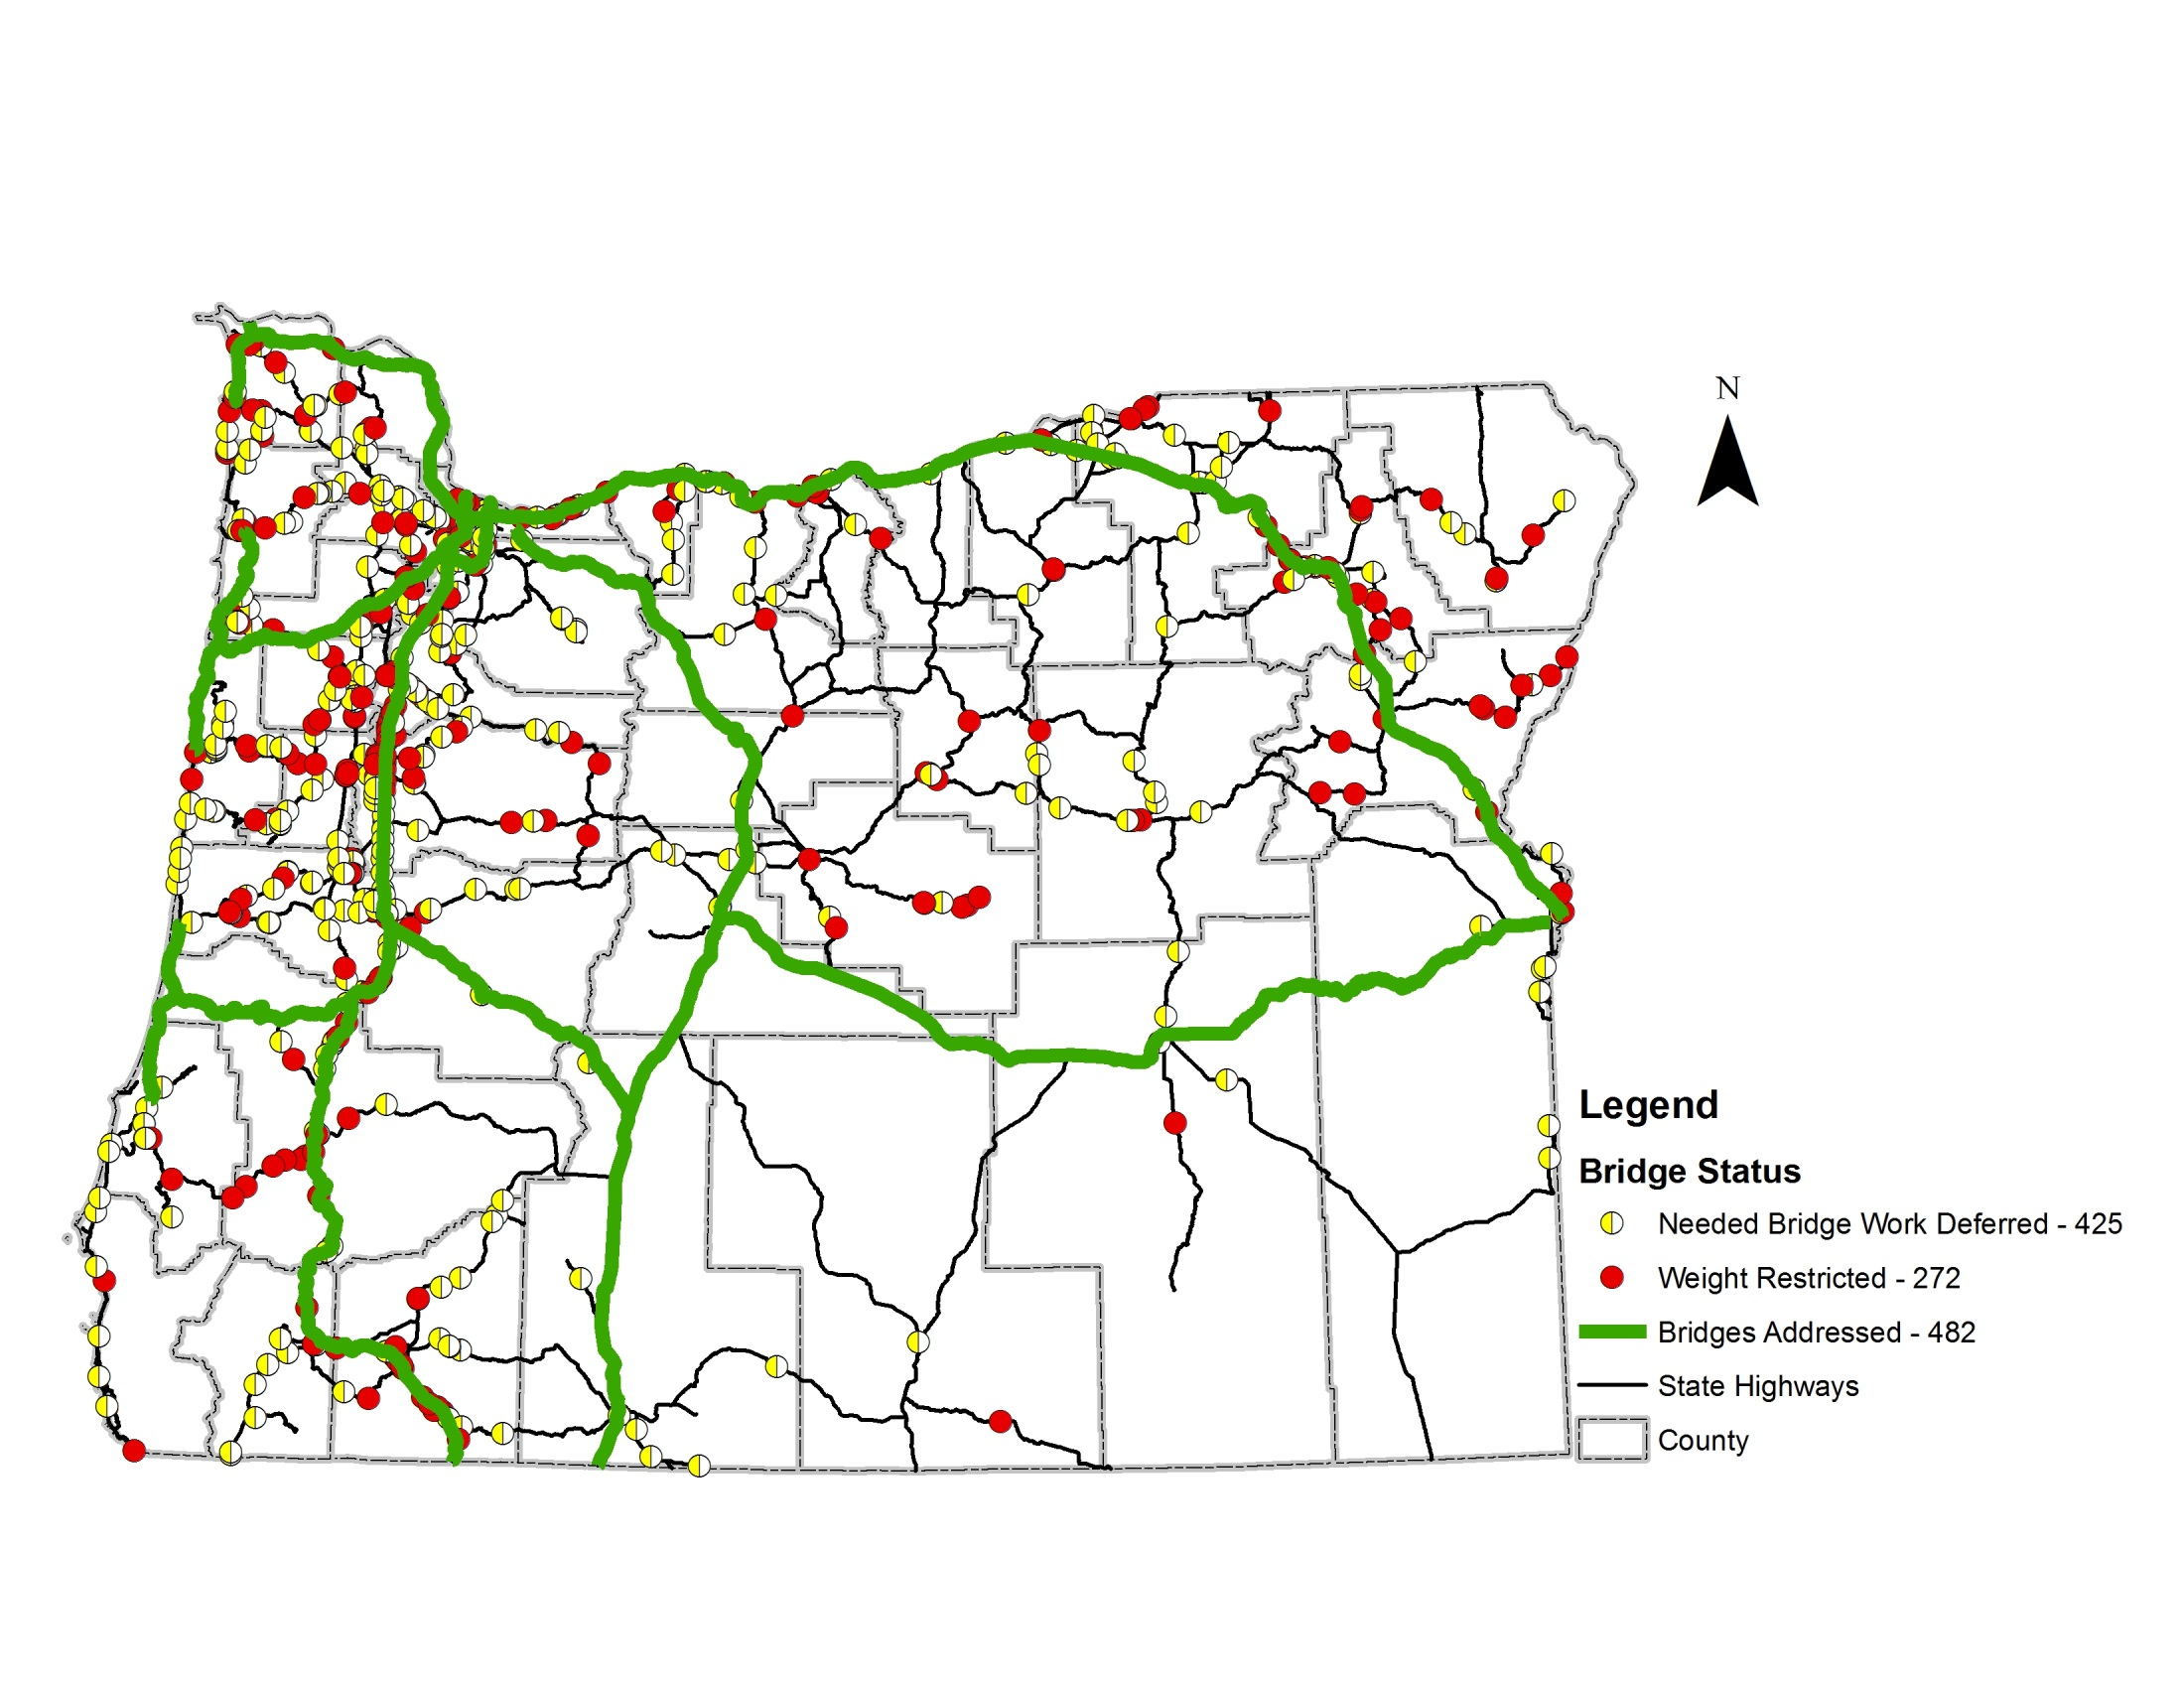 N
Legend
Bridge Status
Needed Bridge Work Deferred - 425
Weight Restricted - 272
Bridges Addressed - 482
State Highways
County